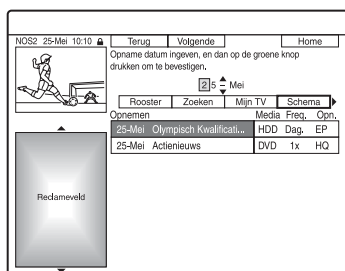 NOS2 25-Mei 10:10
Terug Volgende Home
Opname datum ingeven, en dan op de groene knop
drukken om te bevestigen.
25 Mei
Rooster Zoeken Mijn TV Schema
Opnemen Media Freq. Opn.
25-Mei Olympisch Kwalificati... HDD Dag. EP
25-Mei Actienieuws DVD 1x HQ
Reclameveld